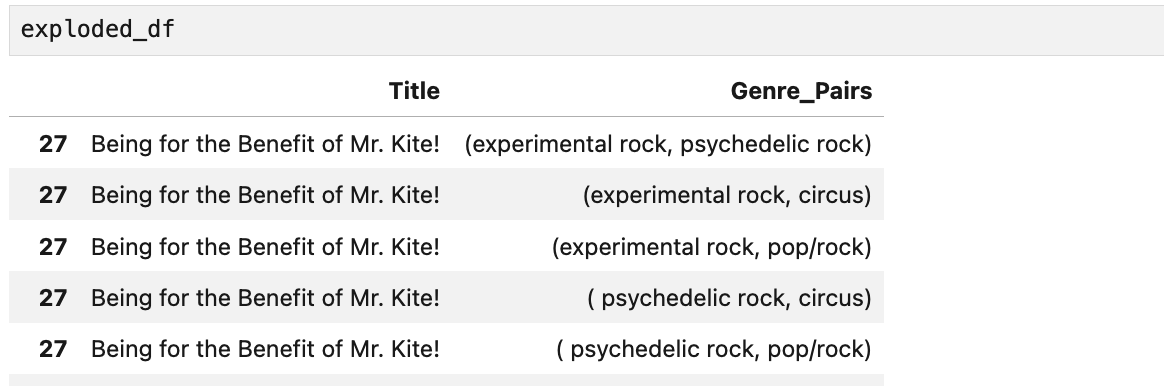 exploded_df
Title Genre_Pairs
27 Being for the Benefit of Mr. Kite! (experimental rock, psychedelic rock)
27 Being for the Benefit of Mr. Kite! (experimental rock, circus)
27 Being for the Benefit of Mr. Kite! (experimental rock, pop/rock)
27 Being for the Benefit of Mr. Kite! ( psychedelic rock, circus)
27 Being for the Benefit of Mr. Kite! ( psychedelic rock, pop/rock)